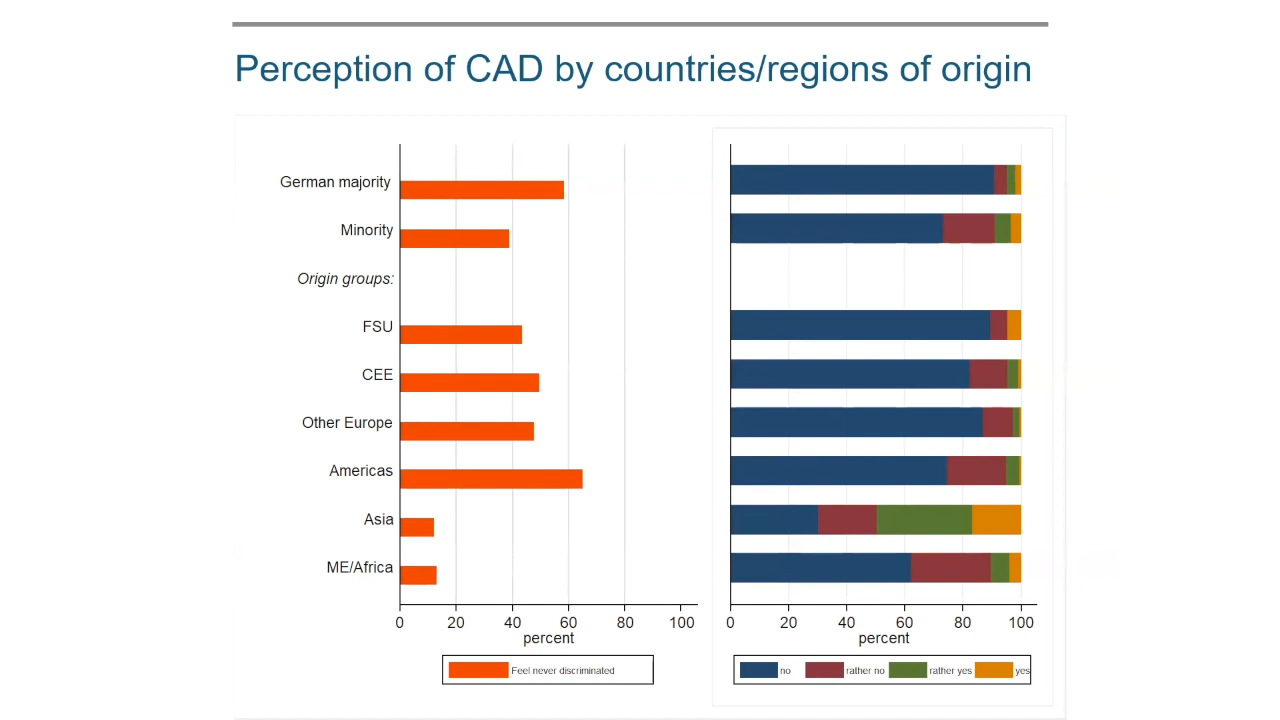 Perception of CAD by countries/regions of origin
German majority
Minority
Origin groups:
FSU
CEE
Other Europe
Americas
Asia
ME/Africa
0 20 40 60 80 100
percent
Feel never discriminated
0 20 40 60 80 100
percent
no rather no rather yes yes